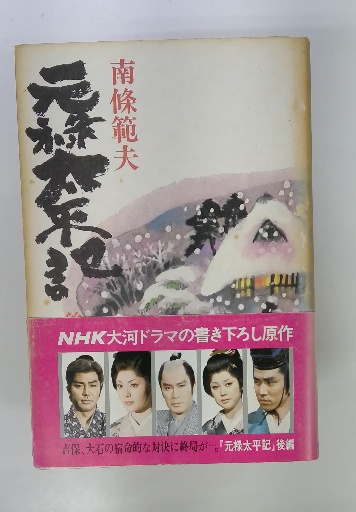 南條範夫
元禄太平記
NHK大河ドラマの書き下ろし原作
吉保、大石の宿命的な対決に終局が…。『元禄太平記』後編